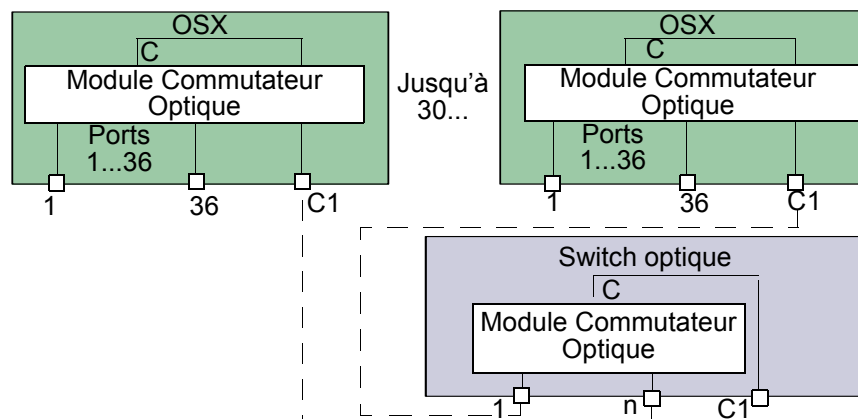 OSX
C
Module Commutateur
Optique
Ports
1...36
1
36
C1
Jusqu'à
30...
OSX
C
Module Commutateur
Optique
Ports
1...36
1
36
C1
Switch optique
C
Module Commutateur
Optique
1
n
C1